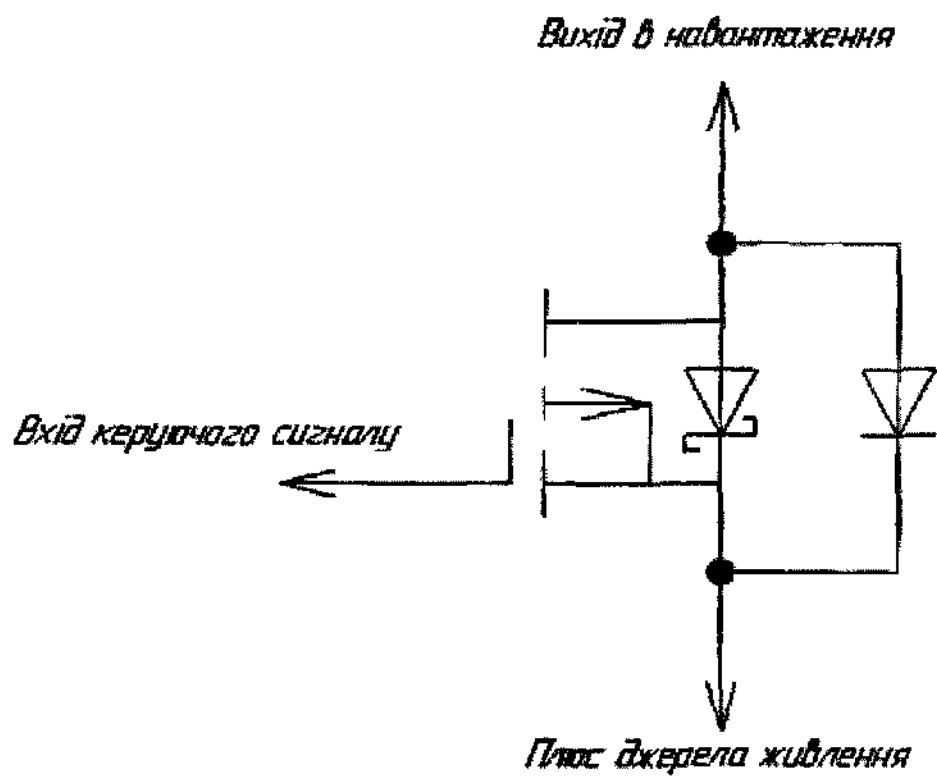 Вихід в навантаження
Вхід керуючого сигналу
Плюс джерела живлення